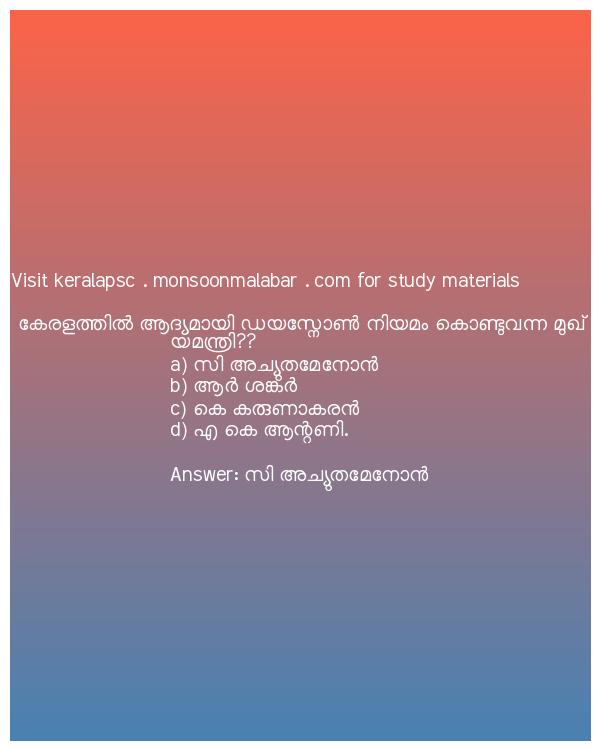 Visit keralapsc . monsoonmalabar . com for study materials
കേരളത്തിൽ ആദ്യമായി ഡയസ്നോൺ നിയമം കൊണ്ടുവന്ന മുഖ്
യമന്ത്രി??
a) സി അച്യുതമേനോൻ
b) ആർ ശങ്കർ
c) കെ കരുണാകരൻ
d) എ കെ ആന്റണി.
Answer: സി അച്യുതമേനോൻ